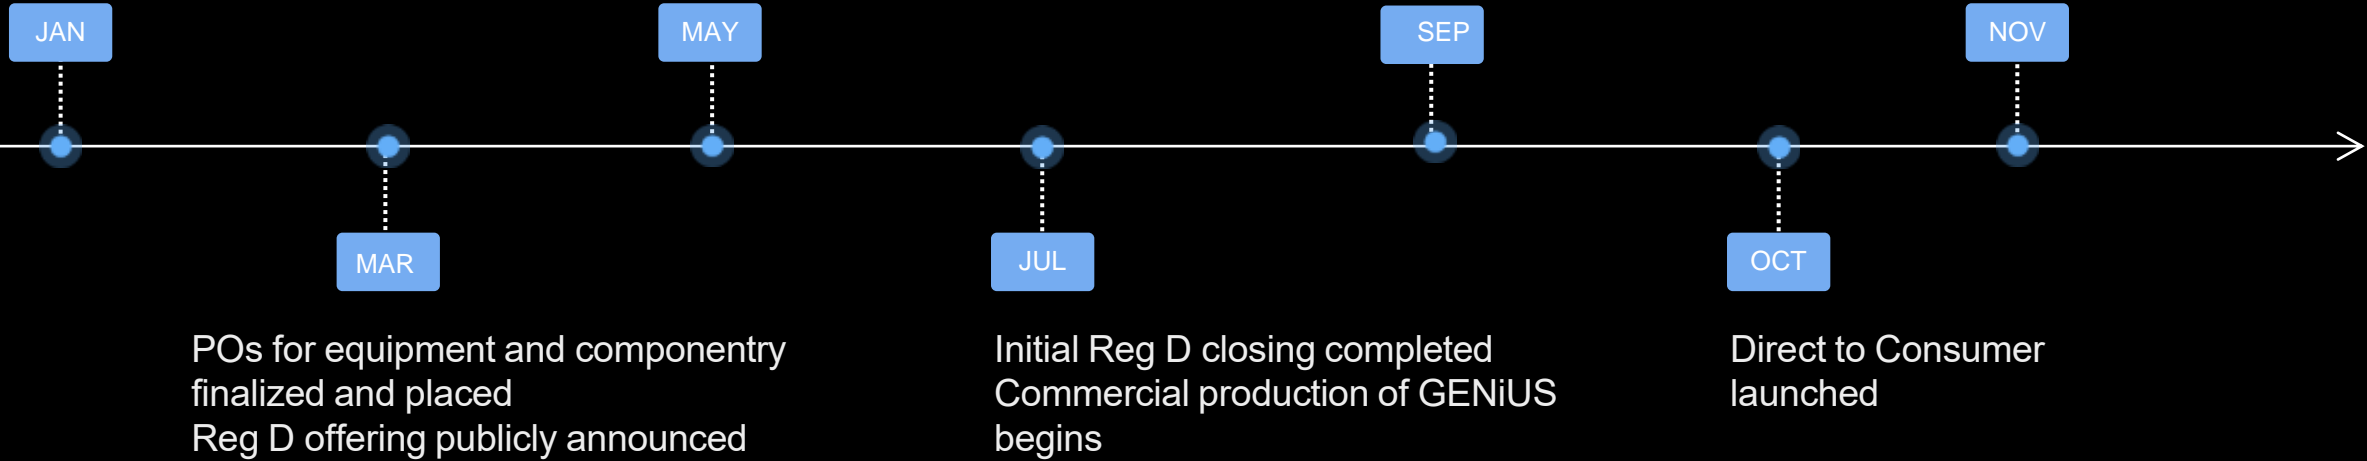 JAN
MAY
SEP
NOV
MAR
JUL
OCT
POs for equipment and componentry
finalized and placed
Reg D offering publicly announced
Initial Reg D closing completed
Commercial production of GENiUS
begins
Direct to Consumer
launched